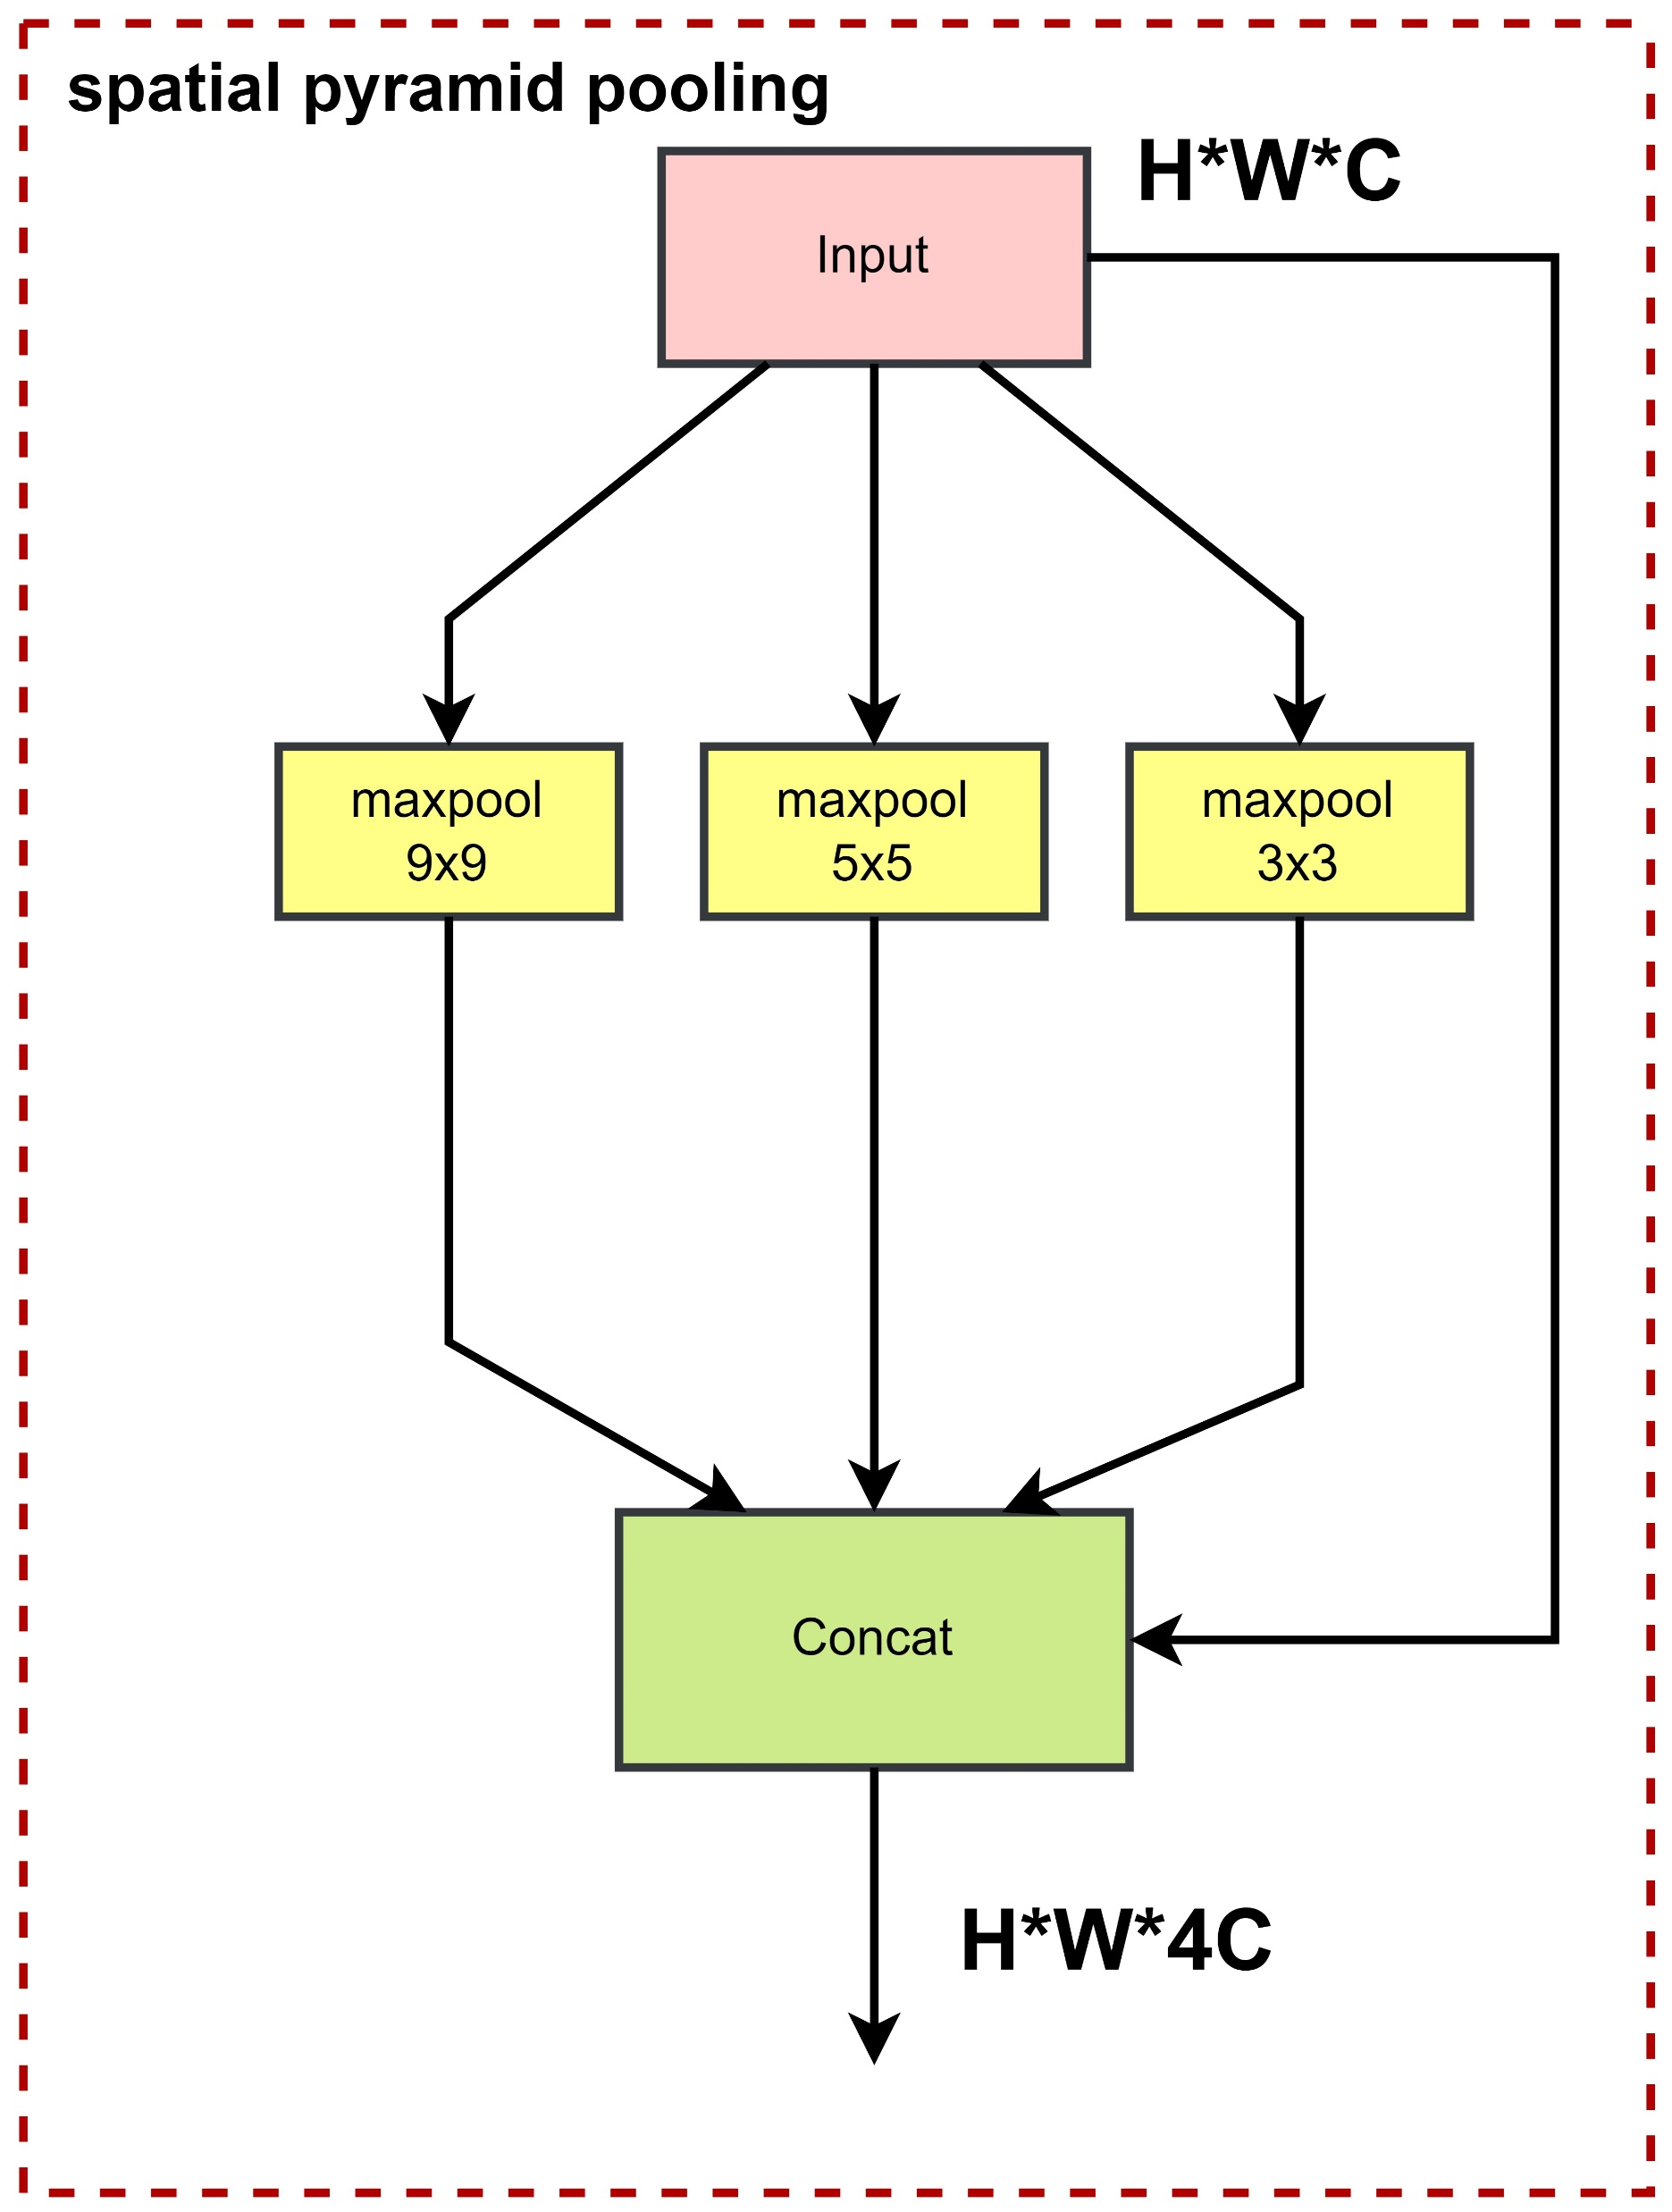 spatial pyramid pooling
H*W*C
Input
maxpool
9x9
maxpool
5x5
maxpool
3x3
Concat
H*W*4C